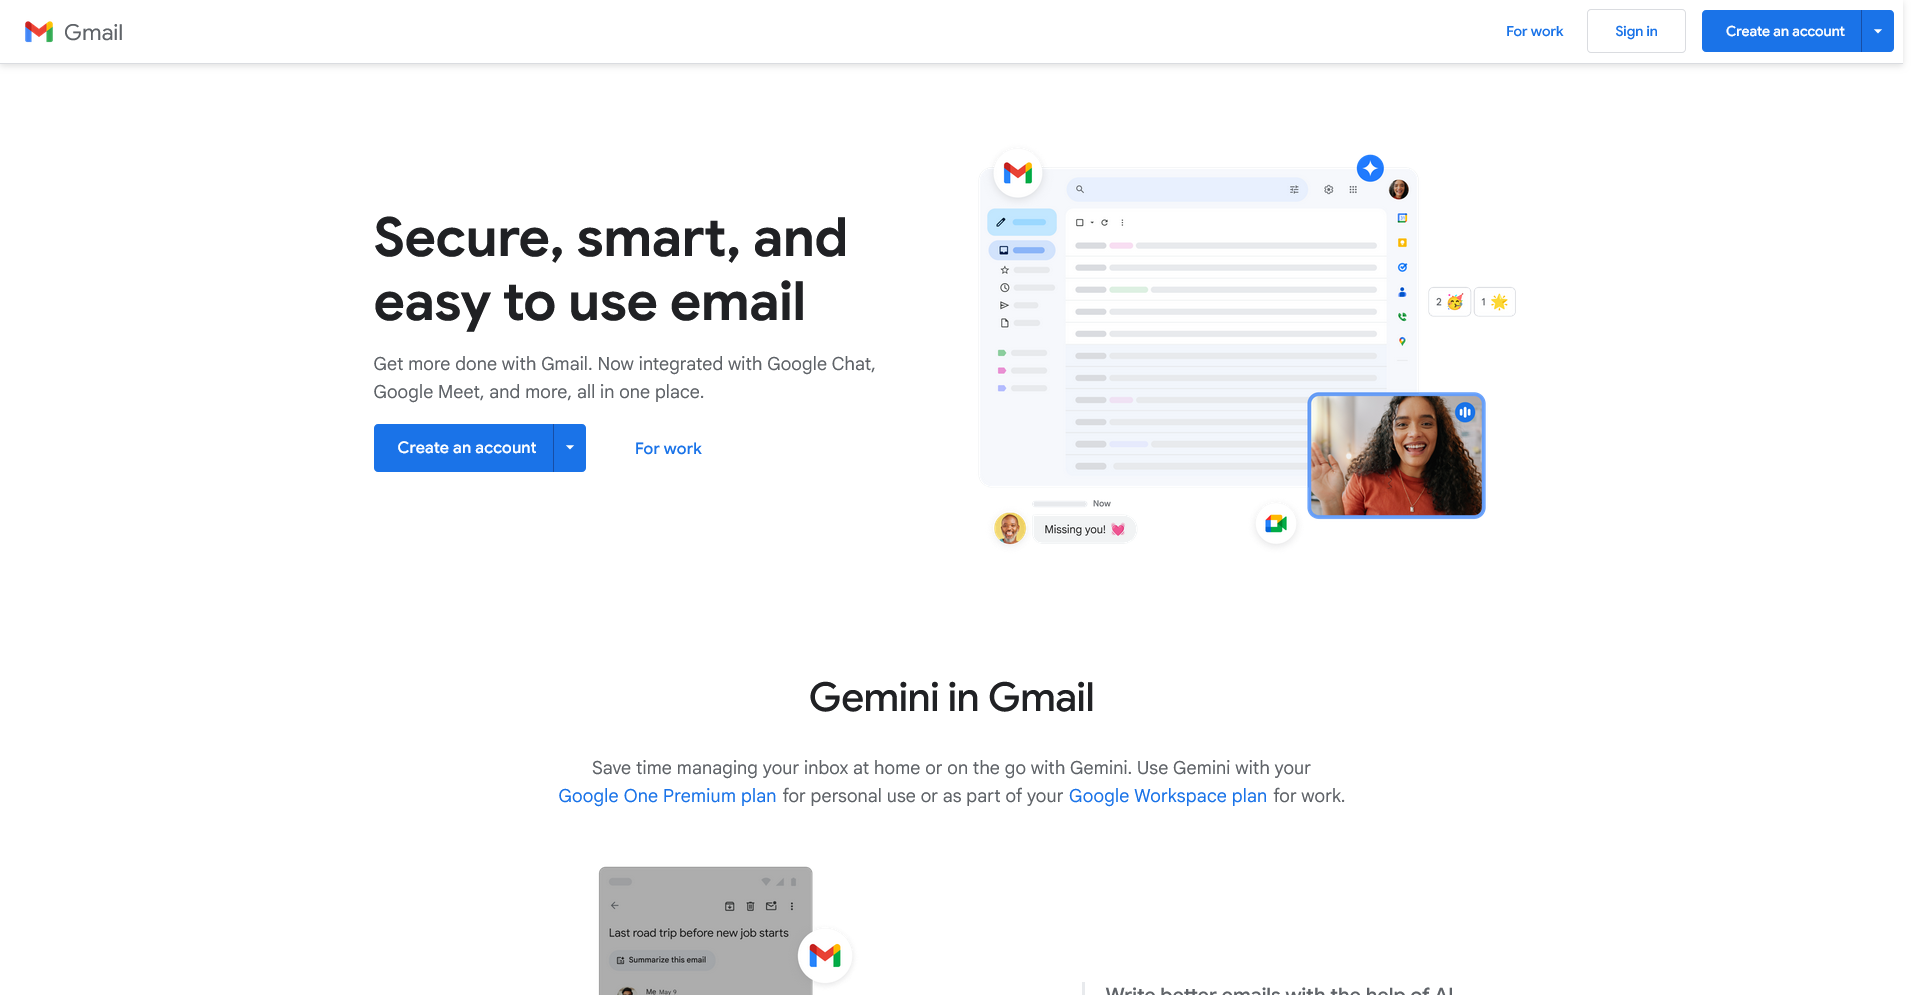 Gmail
For work
Sign in
Create an account
Secure, smart, and
easy to use email
Get more done with Gmail. Now integrated with Google Chat,
Google Meet, and more, all in one place.
Create an account
For work
2 🥳 1 🌟
Now
Missing you! 💓
Gemini in Gmail
Save time managing your inbox at home or on the go with Gemini. Use Gemini with your
Google One Premium plan for personal use or as part of your Google Workspace plan for work.
Last road trip before new job starts
Summarize this email
Me May 9
Write better emails with the help of AI